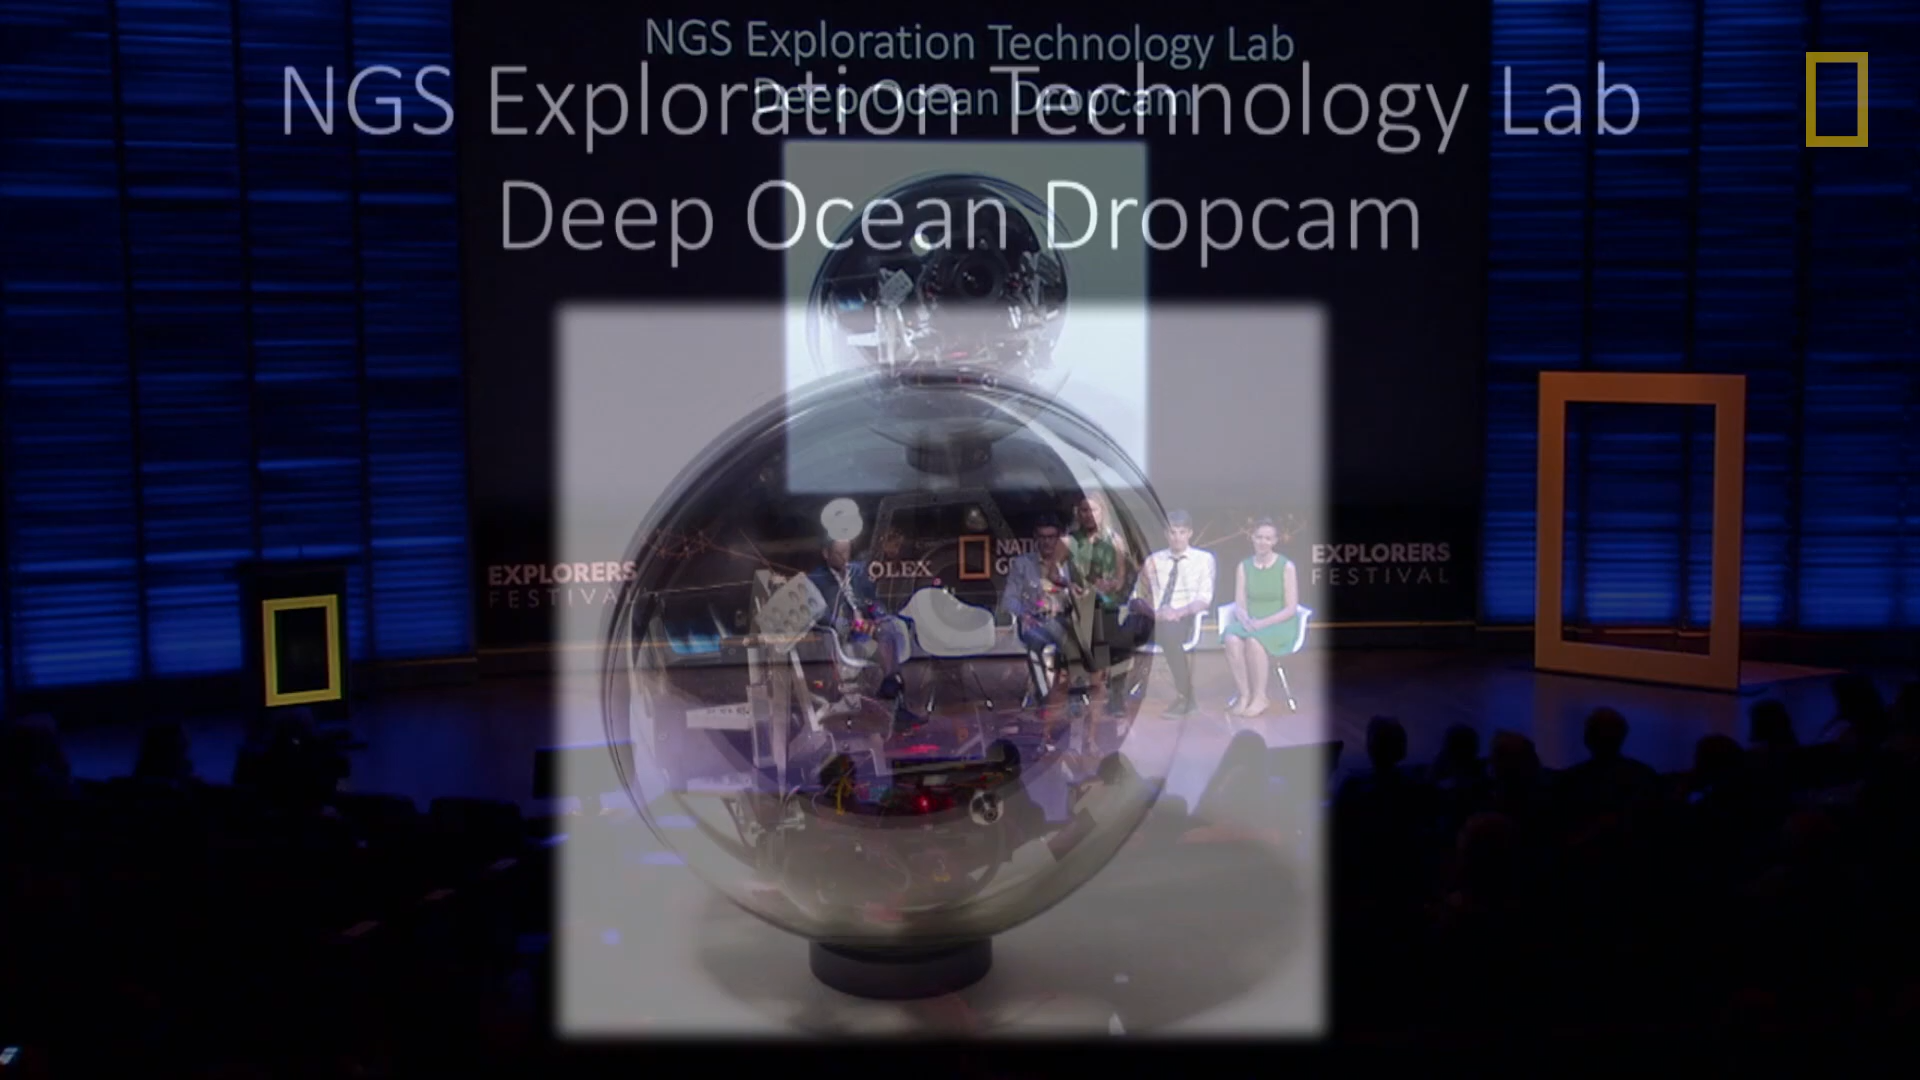 NGS Exploration Technology Lab
Deep Ocean Dropcam
NGS Exploration Technology Lab
Deep Ocean Dropcam
EXPLORERS
FESTIVAL
OLEX
EXPLORERS
FESTIVAL